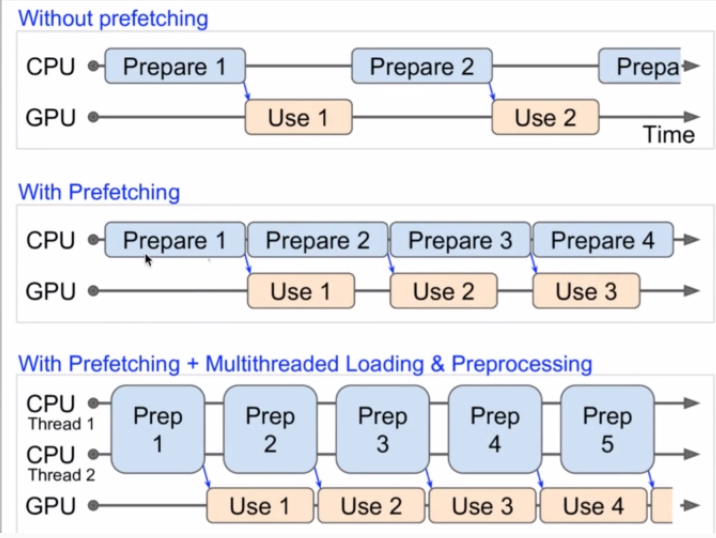 Without prefetching
CPU Prepare 1 Prepare 2 Prepa
GPU Use 1 Use 2
Time
With Prefetching
CPU Prepare 1 Prepare 2 Prepare 3 Prepare 4
GPU Use 1 Use 2 Use 3
With Prefetching + Multithreaded Loading & Preprocessing
CPU
Thread 1
CPU
Thread 2
Prep
1
Prep
2
Prep
3
Prep
4
Prep
5
GPU Use 1 Use 2 Use 3 Use 4